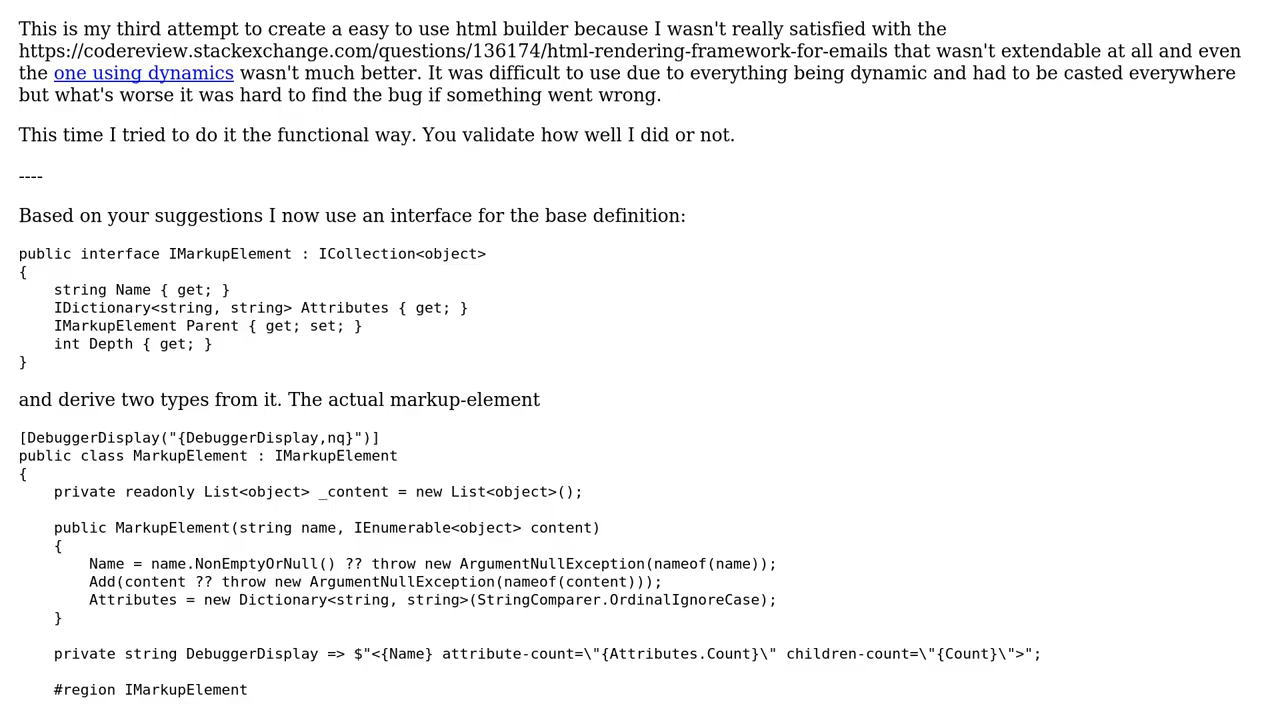 This is my third attempt to create a easy to use html builder because I wasn't really satisfied with the
https://codereview.stackexchange.com/questions/136174/html-rendering-framework-for-emails that wasn't extendable at all and even
the one using dynamics wasn't much better. It was difficult to use due to everything being dynamic and had to be casted everywhere
but what's worse it was hard to find the bug if something went wrong.
This time I tried to do it the functional way. You validate how well I did or not.
----
Based on your suggestions I now use an interface for the base definition:
public interface IMarkupElement : ICollection<object>
{
    string Name { get; }
    IDictionary<string, string> Attributes { get; }
    IMarkupElement Parent { get; set; }
    int Depth { get; }
}
and derive two types from it. The actual markup-element
[DebuggerDisplay("{DebuggerDisplay,nq}")]
public class MarkupElement : IMarkupElement
{
    private readonly List<object> _content = new List<object>();
    public MarkupElement(string name, IEnumerable<object> content)
    {
        Name = name.NonEmptyOrNull() ?? throw new ArgumentNullException(nameof(name));
        Add(content ?? throw new ArgumentNullException(nameof(content)));
        Attributes = new Dictionary<string, string>(StringComparer.OrdinalIgnoreCase);
    }
    private string DebuggerDisplay => $"<{Name} attribute-count=\"{Attributes.Count}\" children-count=\"{Count}\">";
    #region IMarkupElement